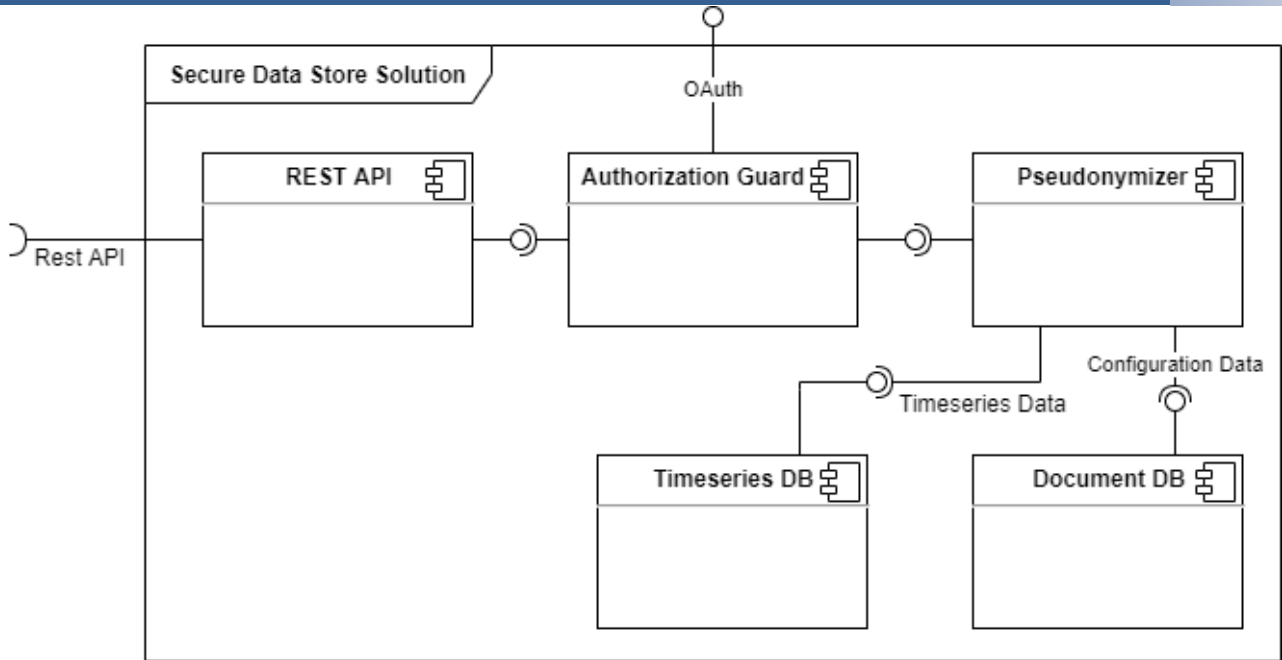 Secure Data Store Solution
OAuth
REST API
Authorization Guard
Pseudonymizer
Rest API
Configuration Data
Timeseries Data
Timeseries DB
Document DB